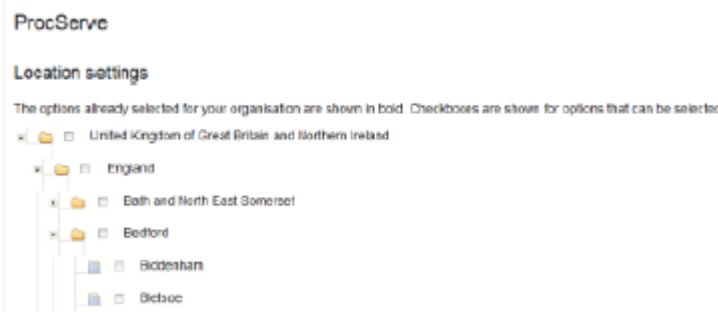 ProcServe
Location settings
The options already selected for your organisation are shown in bold. Checkboxes are shown for options that can be selected
United Kingdom of Great Britain and Northern Ireland
England
Bath and North East Somerset
Bedford
Biddenham
Bletsoe